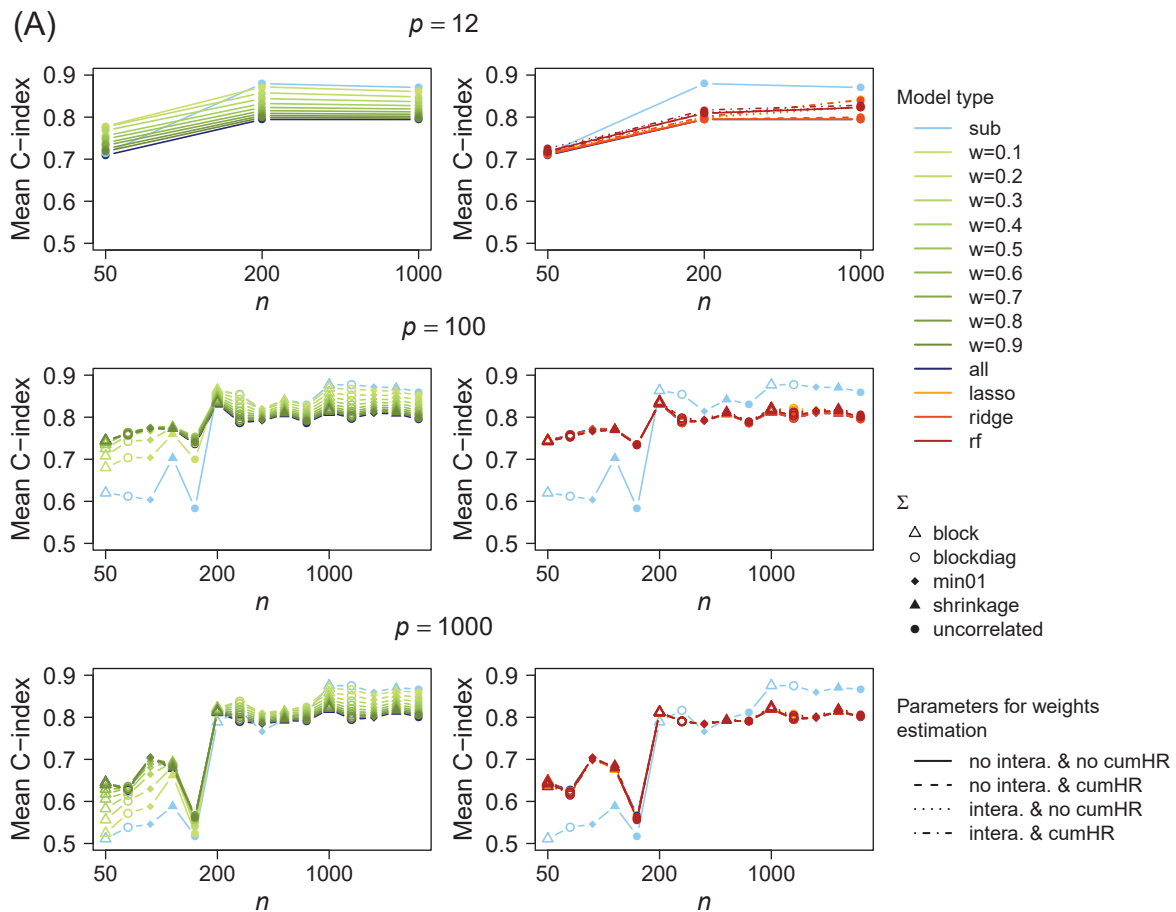 (A)
p = 12
Mean C−index
0.9
0.8
0.7
0.6
0.5
50
200
1000
n
Mean C−index
0.9
0.8
0.7
0.6
0.5
50
200
1000
n
p = 100
Mean C−index
0.9
0.8
0.7
0.6
0.5
50
200
1000
n
Mean C−index
0.9
0.8
0.7
0.6
0.5
50
200
1000
n
p = 1000
Mean C−index
0.9
0.8
0.7
0.6
0.5
50
200
1000
n
Mean C−index
0.9
0.8
0.7
0.6
0.5
50
200
1000
n
Model type
sub
w=0.1
w=0.2
w=0.3
w=0.4
w=0.5
w=0.6
w=0.7
w=0.8
w=0.9
all
lasso
ridge
rf
Σ
block
blockdiag
min01
shrinkage
uncorrelated
Parameters for weights
estimation
no intera. & no cumHR
no intera. & cumHR
intera. & no cumHR
intera. & cumHR